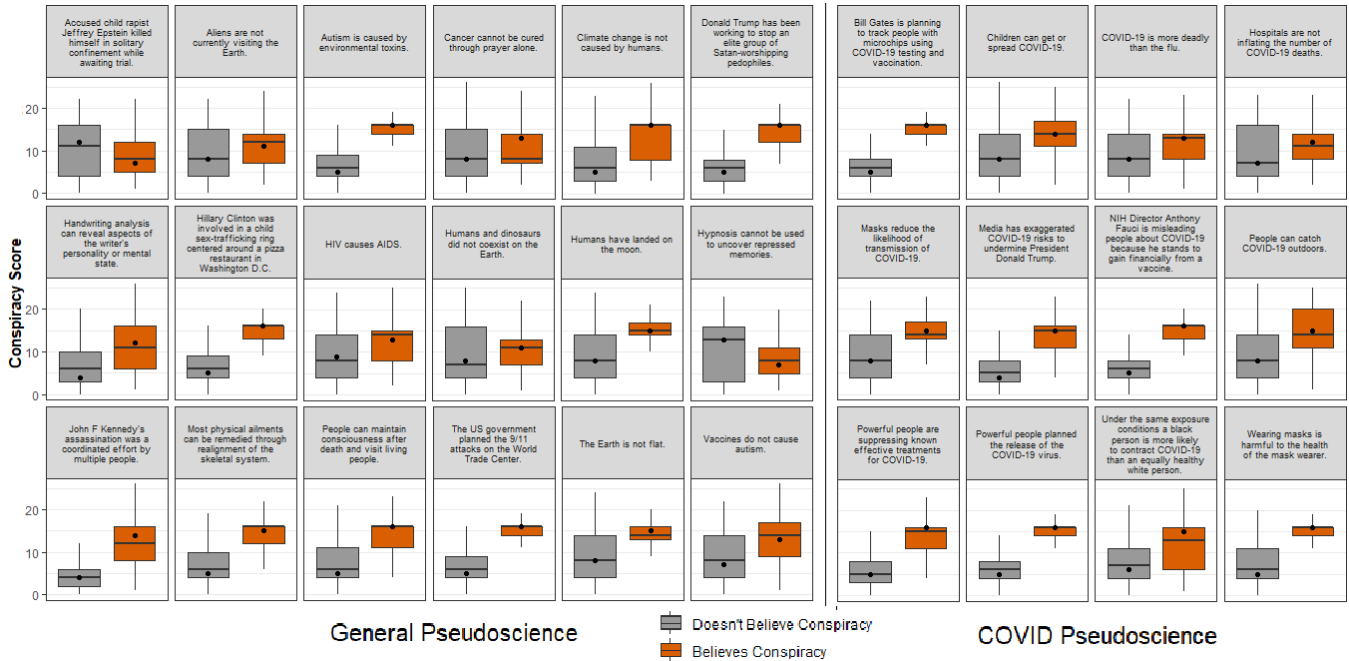 Accused child rapist
Jeffrey Epstein killed
himself in solitary
confinement while
awaiting trial.
Aliens are not
currently visiting the
Earth.
Autism is caused by
environmental toxins.
Cancer cannot be cured
through prayer alone.
Climate change is not
caused by humans.
Donald Trump has been
working to stop an
elite group of
Satan-worshipping
pedophiles.
Bill Gates is planning
to track people with
microchips using
COVID-19 testing and
vaccination.
Children can get or
spread COVID-19.
COVID-19 is more deadly
than the flu.
Hospitals are not
inflating the number of
COVID-19 deaths.
20
10
0
Handwriting analysis
can reveal aspects of
the writer's
personality or mental
state.
Hillary Clinton was
involved in a child
sex-trafficking ring
centered around a pizza
restaurant in
Washington D.C.
HIV causes AIDS.
Humans and dinosaurs
did not coexist on the
Earth.
Humans have landed on
the moon.
Hypnosis cannot be used
to uncover repressed
memories.
Masks reduce the
likelihood of
transmission of
COVID-19.
Media has exaggerated
COVID-19 risks to
undermine President
Donald Trump.
NIH Director Anthony
Fauci is misleading
people about COVID-19
because he stands to
gain financially from a
vaccine.
People can catch
COVID-19 outdoors.
Conspiracy Score
20
10
0
John F Kennedy's
assassination was a
coordinated effort by
multiple people.
Most physical ailments
can be remedied through
realignment of the
skeletal system.
People can maintain
consciousness after
death and visit living
people.
The US government
planned the 9/11
attacks on the World
Trade Center.
The Earth is not flat.
Vaccines do not cause
autism.
Powerful people are
suppressing known
effective treatments
for COVID-19.
Powerful people planned
the release of the
COVID-19 virus.
Under the same exposure
conditions a black
person is more likely
to contract COVID-19
than an equally healthy
white person.
Wearing masks is
harmful to the health
of the mask wearer.
20
10
0
General Pseudoscience
Doesn't Believe Conspiracy
Believes Conspiracy
COVID Pseudoscience